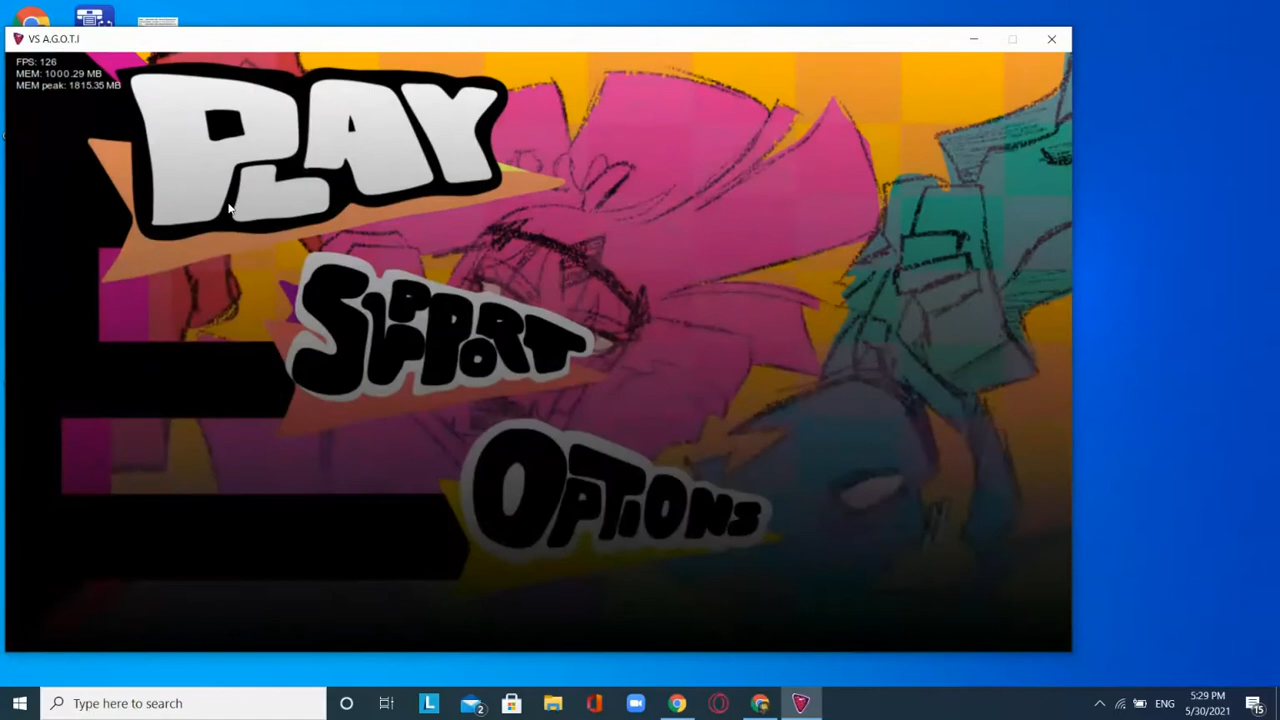 VS A.G.O.T.I
FPS: 126
MEM: 1000.29 MB
MEM peak: 1815.35 MB
PLAY
SUPPORT
OPTIONS
Type here to search
L
2
ENG
5:29 PM
5/30/2021
15